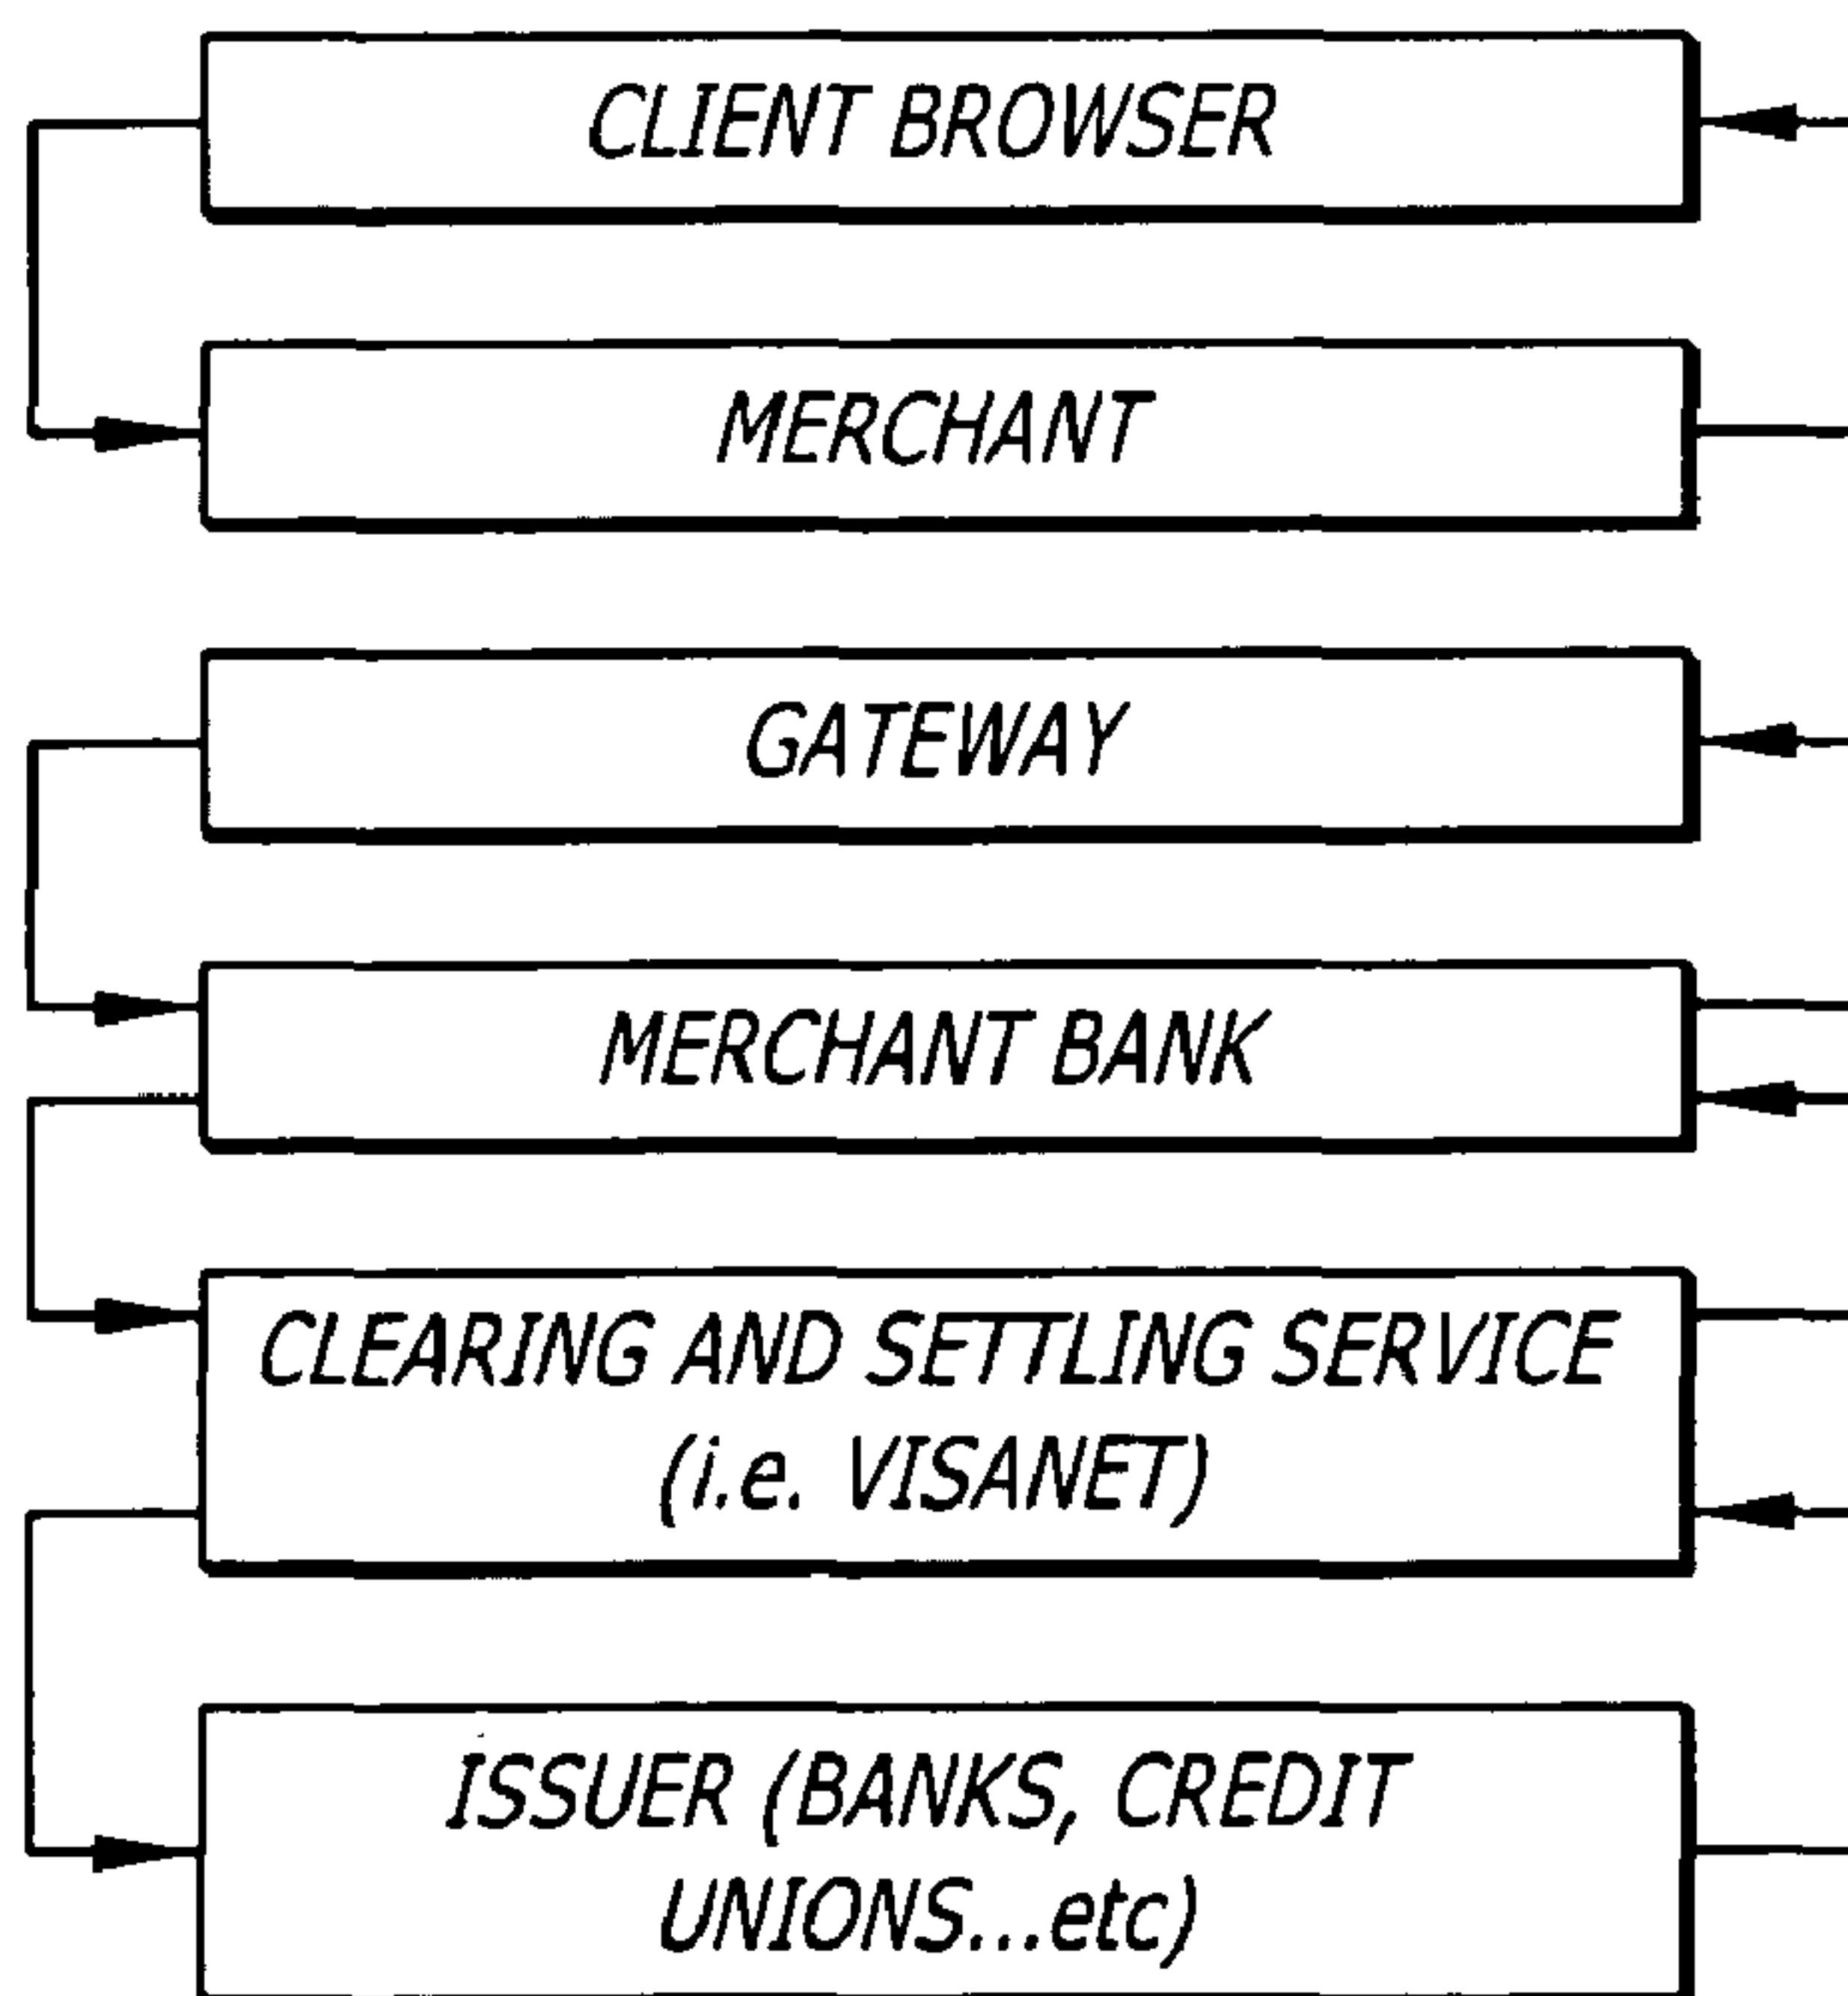 CLIENT BROWSER
MERCHANT
GATEWAY
MERCHANT BANK
CLEARING AND SETTLING SERVICE
(i.e. VISANET)
ISSUER (BANKS, CREDIT
UNIONS...etc)